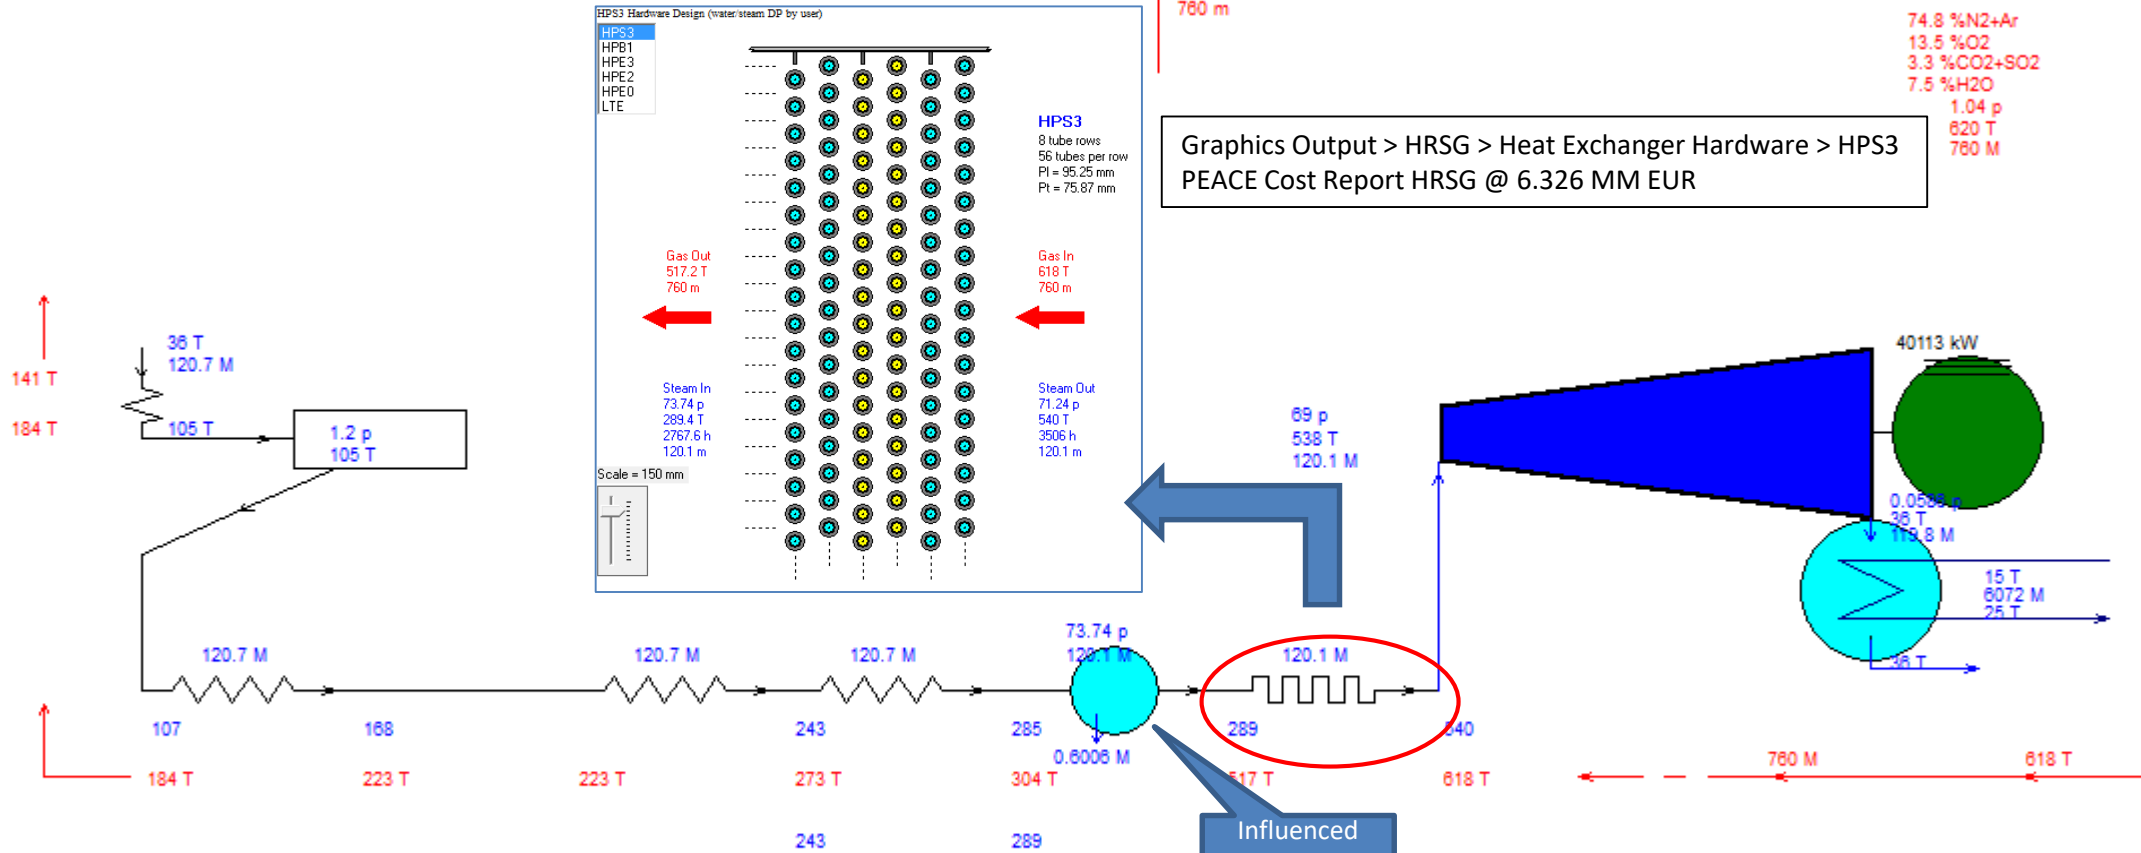 HPS3 Hardware Design (water/steam DP by user)
HPS3
HPB1
HPE3
HPE2
HPE0
LTE
HPS3
8 tube rows
56 tubes per row
Pl = 95.25 mm
Pt = 75.87 mm
Gas Out
517.2 T
760 m
Gas In
618 T
760 m
Steam In
73.74 p
289.4 T
2767.6 h
120.1 m
Steam Out
71.24 p
540 T
3506 h
120.1 m
Scale = 150 mm
760 m
74.8 %N2+Ar
13.5 %O2
3.3 %CO2+SO2
7.5 %H2O
1.04 p
620 T
760 M
Graphics Output > HRSG > Heat Exchanger Hardware > HPS3
PEACE Cost Report HRSG @ 6.326 MM EUR
141 T
184 T
36 T
120.7 M
105 T
1.2 p
105 T
69 p
538 T
120.1 M
40113 kW
36 T
119.8 M
15 T
6072 M
25 T
36 T
120.7 M
120.7 M
120.7 M
73.74 p
120.1 M
120.1 M
107
168
243
285
289
540
0.6006 M
184 T
223 T
223 T
273 T
304 T
517 T
618 T
760 M
618 T
243
289
Influenced